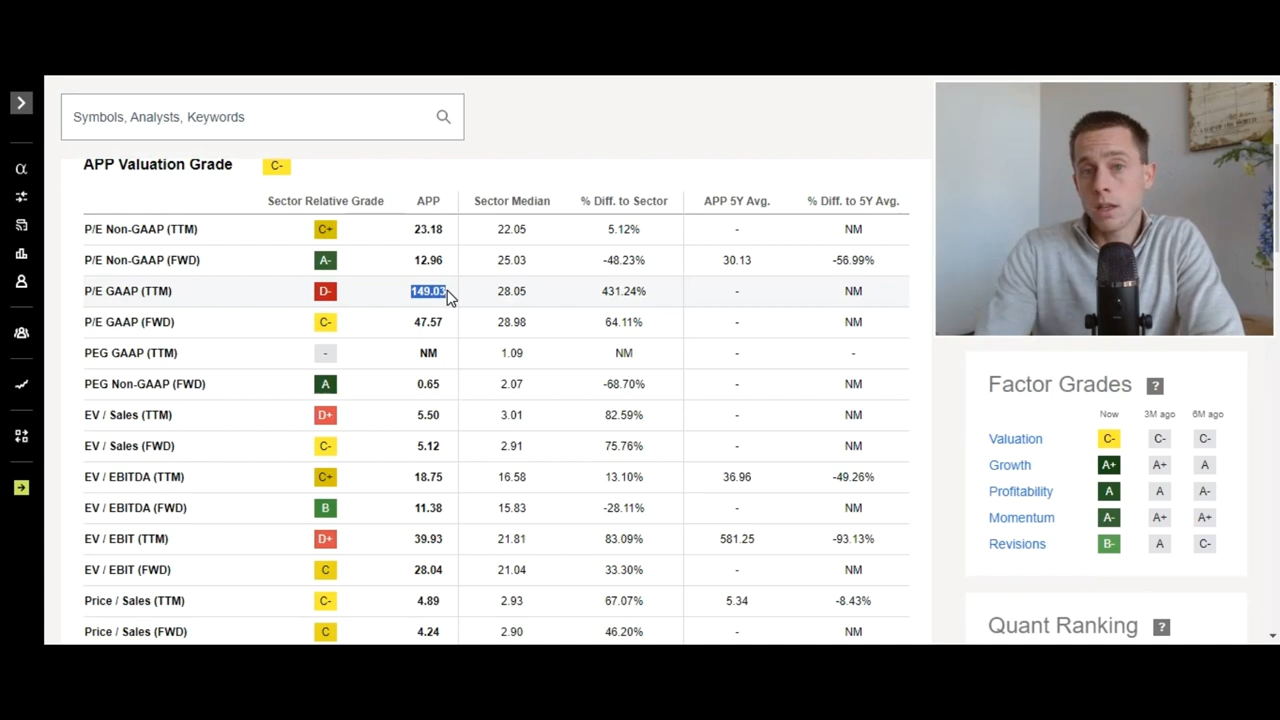 Symbols, Analysts, Keywords
APP Valuation Grade C-
Sector Relative Grade APP Sector Median % Diff. to Sector APP 5Y Avg. % Diff. to 5Y Avg.
P/E Non-GAAP (TTM) C+ 23.18 22.05 5.12% - NM
P/E Non-GAAP (FWD) A- 12.96 25.03 -48.23% 30.13 -56.99%
P/E GAAP (TTM) D- 149.03 28.05 431.24% - NM
P/E GAAP (FWD) C- 47.57 28.98 64.11% - NM
PEG GAAP (TTM) - NM 1.09 NM - -
PEG Non-GAAP (FWD) A 0.65 2.07 -68.70% - NM
EV / Sales (TTM) D+ 5.50 3.01 82.59% - NM
EV / Sales (FWD) C- 5.12 2.91 75.76% - NM
EV / EBITDA (TTM) C+ 18.75 16.58 13.10% 36.96 -49.26%
EV / EBITDA (FWD) B 11.38 15.83 -28.11% - NM
EV / EBIT (TTM) D+ 39.93 21.81 83.09% 581.25 -93.13%
EV / EBIT (FWD) C 28.04 21.04 33.30% - NM
Price / Sales (TTM) C- 4.89 2.93 67.07% 5.34 -8.43%
Price / Sales (FWD) C 4.24 2.90 46.20% - NM
Factor Grades ?
Now 3M ago 6M ago
Valuation C- C- C-
Growth A+ A+ A
Profitability A A A-
Momentum A- A+ A+
Revisions B- A C-
Quant Ranking ?